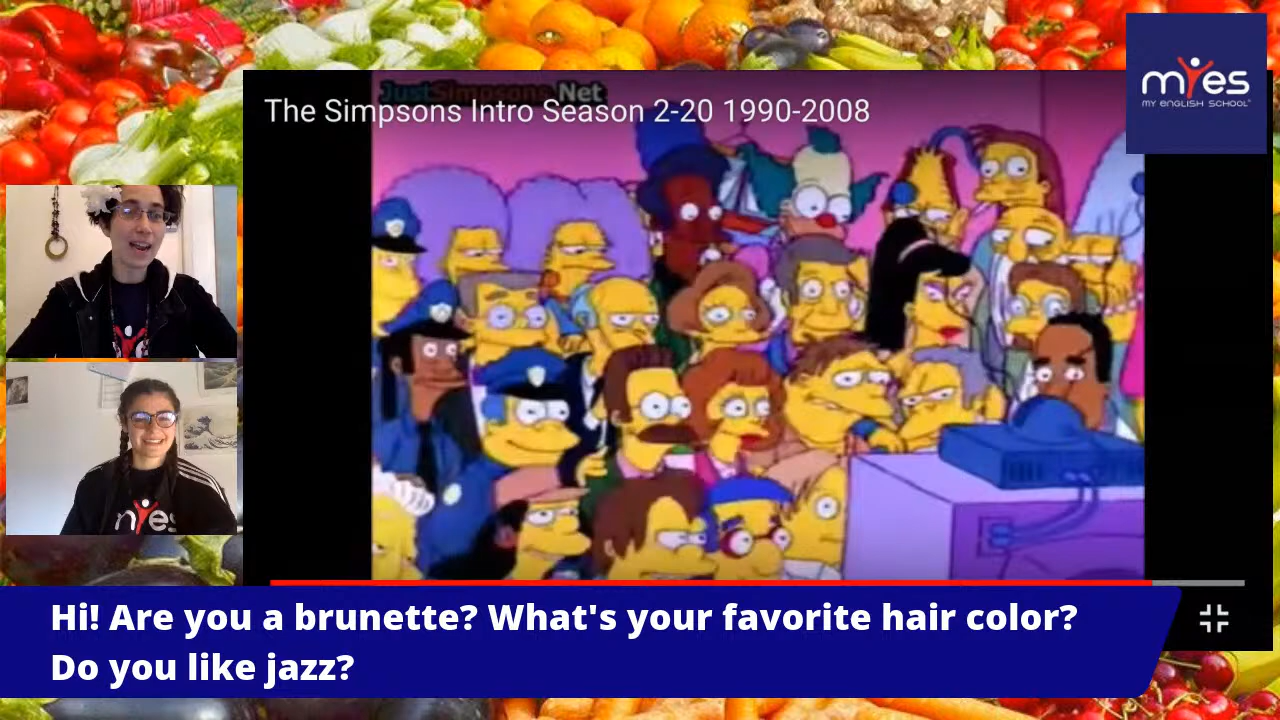 JustSimpsons.Net
The Simpsons Intro Season 2-20 1990-2008
myes
MY ENGLISH SCHOOL
myes
Hi! Are you a brunette? What's your favorite hair color?
Do you like jazz?